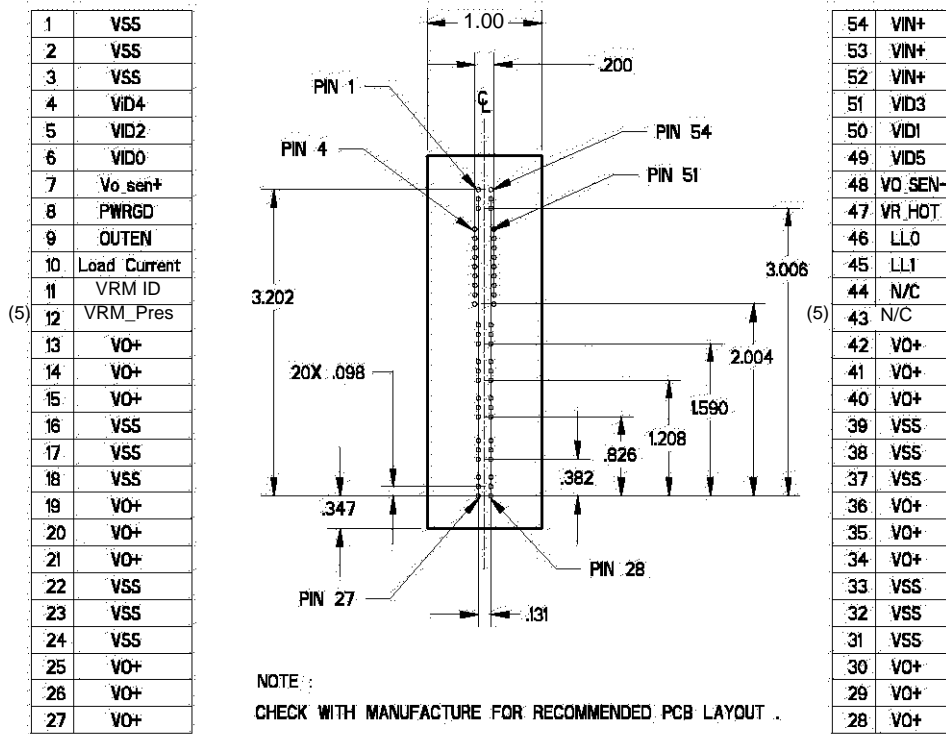 1 VSS
2 VSS
3 VSS
4 ViD4
5 VID2
6 VID0
7 Vo_sen+
8 PWRGD
9 OUTEN
10 Load Current
11 VRM ID
(5) 12 VRM_Pres
13 VO+
14 VO+
15 VO+
16 VSS
17 VSS
18 VSS
19 VO+
20 VO+
21 VO+
22 VSS
23 VSS
24 VSS
25 VO+
26 VO+
27 VO+
1.00
.200
PIN 1
℄
PIN 54
PIN 4
PIN 51
3.202
3.006
2.004
20X .098
1.590
1.208
.826
.382
.347
PIN 28
PIN 27
.131
NOTE :
CHECK WITH MANUFACTURE FOR RECOMMENDED PCB LAYOUT .
54 VIN+
53 VIN+
52 VIN+
51 VID3
50 VID1
49 VID5
48 VO_SEN-
47 VR_HOT
46 LL0
45 LL1
44 N/C
(5) 43 N/C
42 VO+
41 VO+
40 VO+
39 VSS
38 VSS
37 VSS
36 VO+
35 VO+
34 VO+
33 VSS
32 VSS
31 VSS
30 VO+
29 VO+
28 VO+